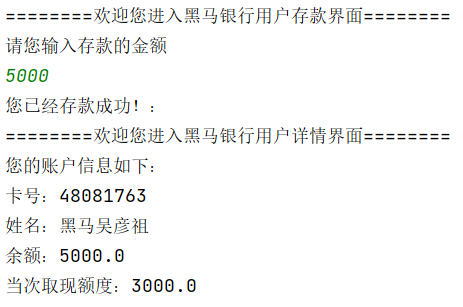 ========欢迎您进入黑马银行用户存款界面========
请您输入存款的金额
5000
您已经存款成功！：
========欢迎您进入黑马银行用户详情界面========
您的账户信息如下：
卡号：48081763
姓名：黑马吴彦祖
余额：5000.0
当次取现额度：3000.0